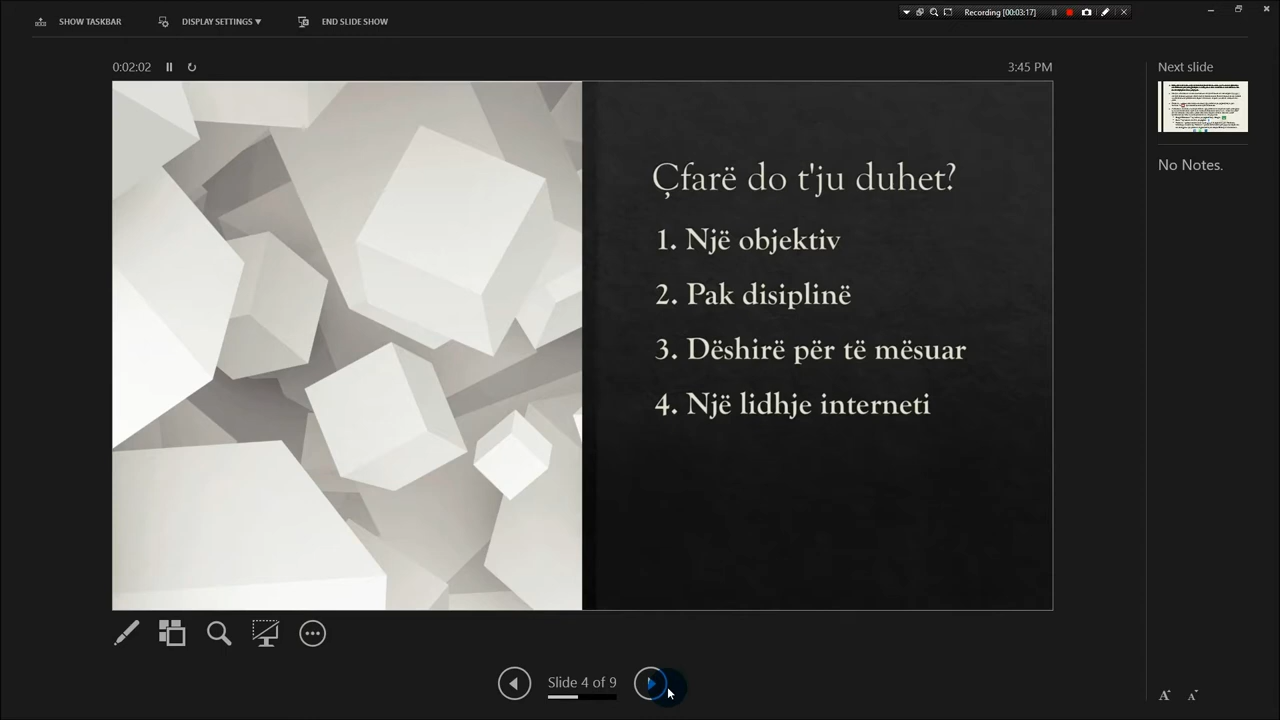 SHOW TASKBAR
DISPLAY SETTINGS
END SLIDE SHOW
Recording [00:03:17]
0:02:02
3:45 PM
Next slide
Çfarë do t'ju duhet?
1. Një objektiv
2. Pak disiplinë
3. Dëshirë për të mësuar
4. Një lidhje interneti
No Notes.
Slide 4 of 9
A A